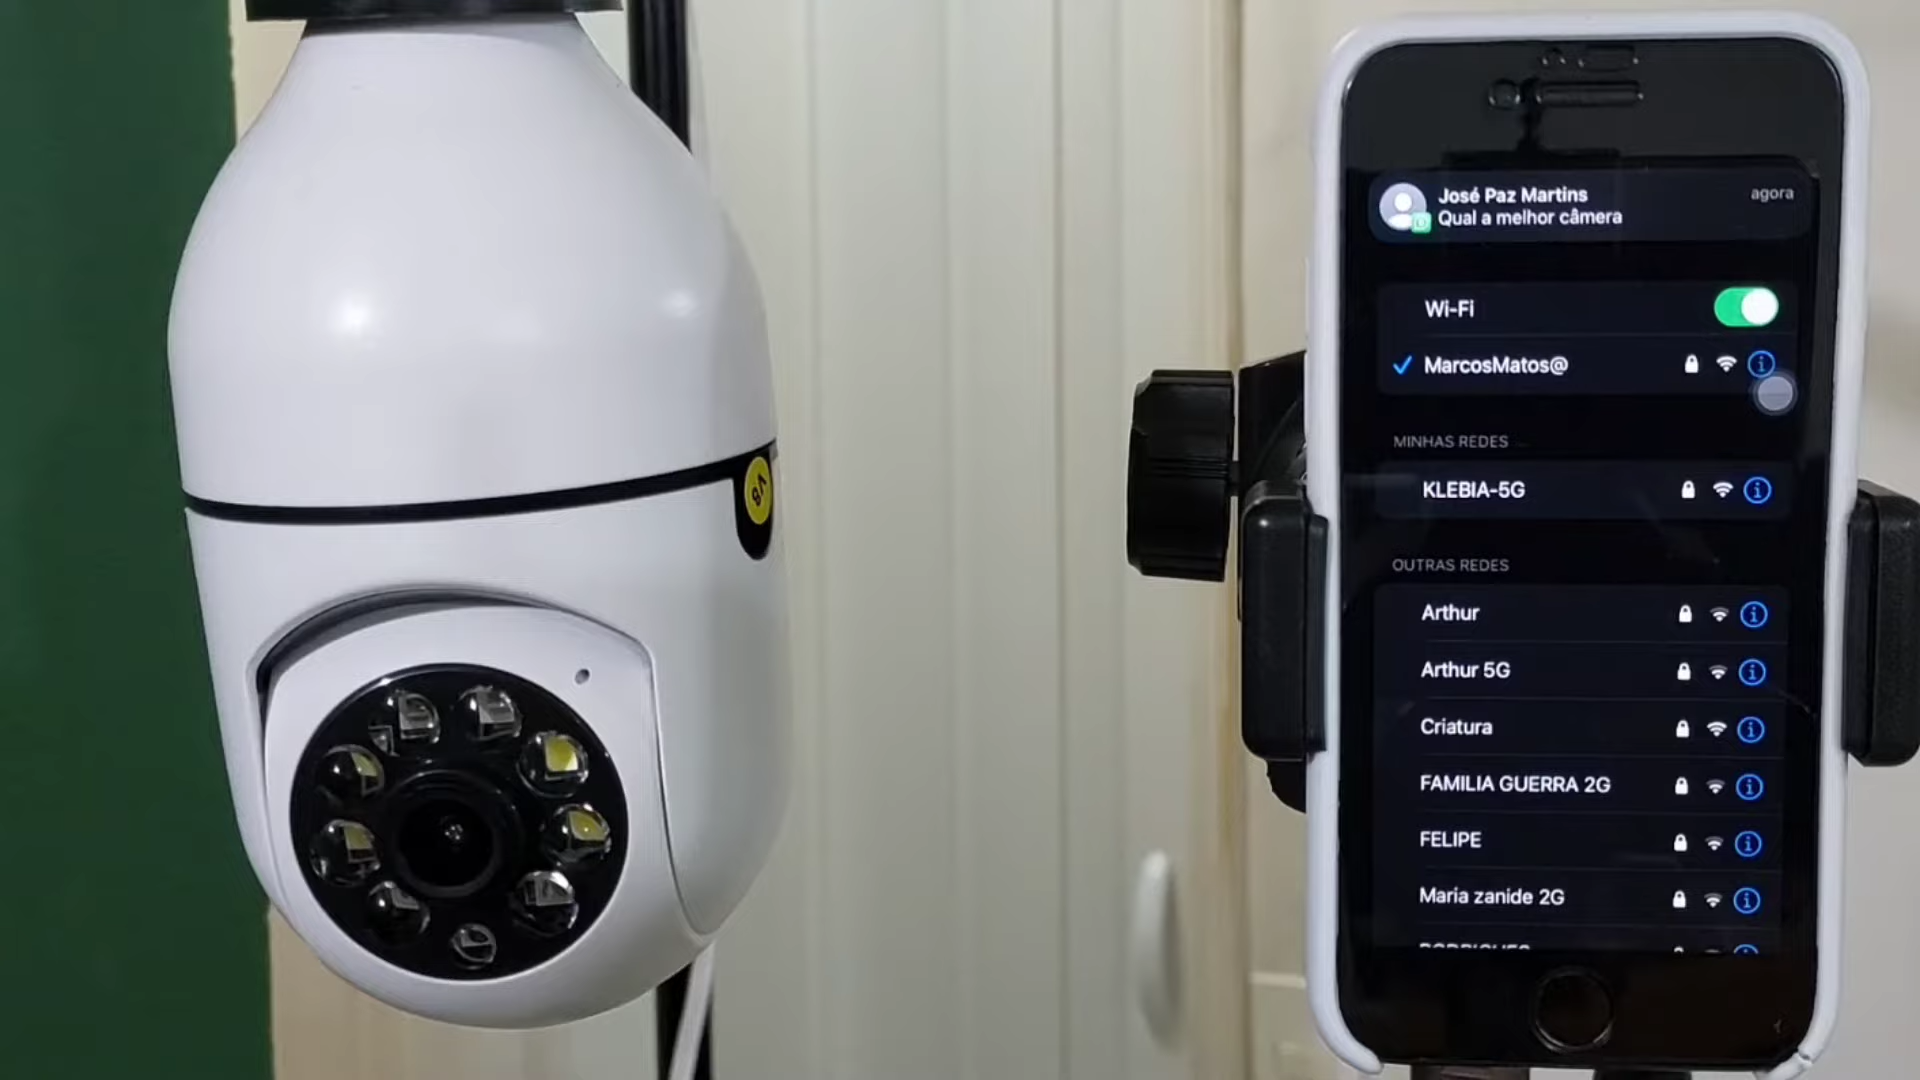 V8
José Paz Martins
agora
Qual a melhor câmera
Wi-Fi
MarcosMatos@
MINHAS REDES
KLEBIA-5G
OUTRAS REDES
Arthur
Arthur 5G
Criatura
FAMILIA GUERRA 2G
FELIPE
Maria zanide 2G